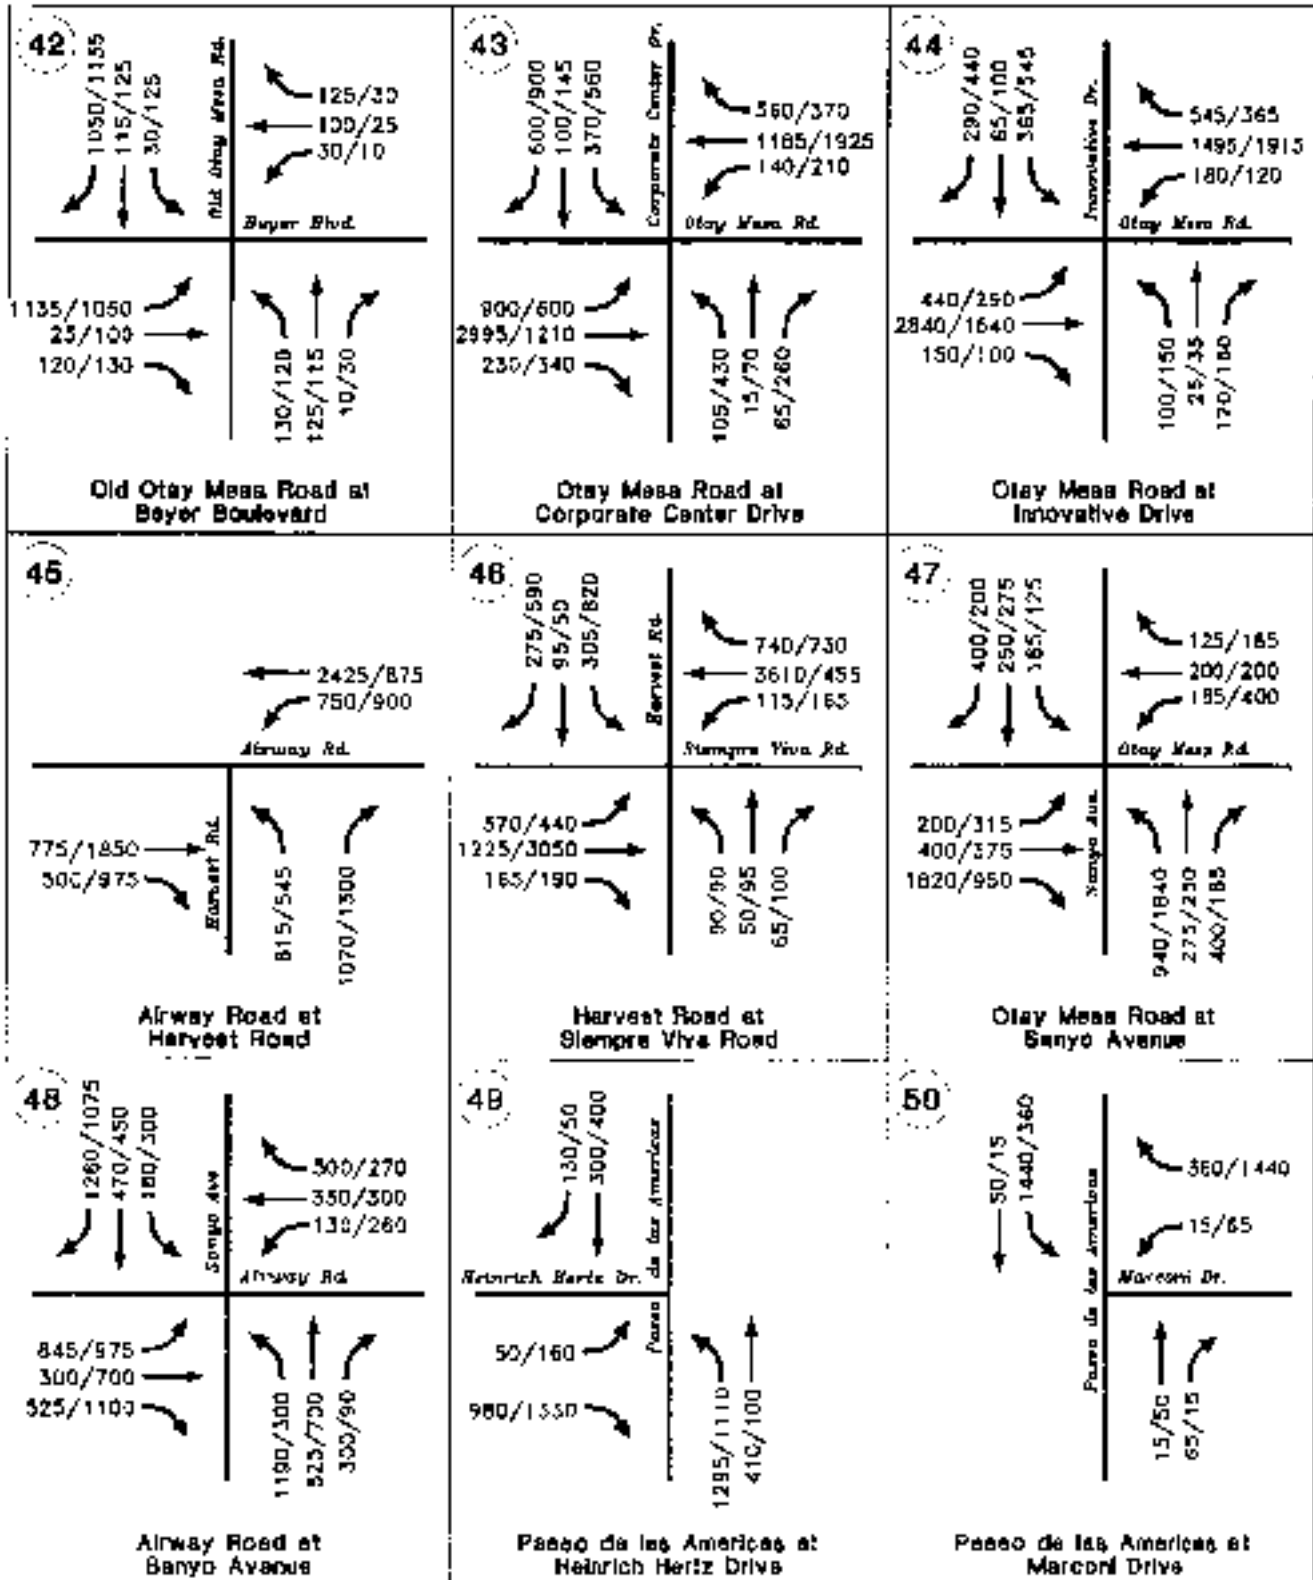 42
1050/1135
115/125
30/125
Old Otay Mesa Rd.
125/30
100/25
30/10
Beyer Blvd.
1135/1050
25/100
120/130
130/120
125/115
10/30
Old Otay Mesa Road at
Beyer Boulevard
43
600/900
100/145
370/560
Corporate Center Dr.
560/370
1185/1925
140/210
Otay Mesa Rd.
900/600
2995/1210
230/340
105/430
15/70
65/260
Otay Mesa Road at
Corporate Center Drive
44
290/440
65/100
365/545
Innovative Dr.
545/365
1495/1915
180/120
Otay Mesa Rd.
440/290
2840/1640
150/100
100/150
25/35
170/180
Otay Mesa Road at
Innovative Drive
45
2425/875
750/900
Airway Rd.
775/1850
500/975
Harvest Rd.
815/545
1070/1300
Airway Road at
Harvest Road
46
275/590
95/50
305/820
Harvest Rd.
740/730
3610/455
115/165
Siempre Viva Rd.
570/440
1225/3050
165/190
90/90
50/95
65/100
Harvest Road at
Siempre Viva Road
47
400/200
250/275
165/125
125/185
200/200
185/400
Otay Mesa Rd.
200/315
400/375
1820/950
Sanyo Ave.
940/1840
275/250
400/185
Otay Mesa Road at
Sanyo Avenue
48
1260/1075
470/450
180/300
Sanyo Ave
300/270
350/300
130/260
Airway Rd.
845/975
300/700
525/1100
1190/300
525/700
300/90
Airway Road at
Sanyo Avenue
49
130/50
300/400
Paseo de las Americas
Heinrich Hertz Dr.
50/160
980/1330
1295/1110
410/100
Paseo de las Americas at
Heinrich Hertz Drive
50
50/15
1440/360
Paseo de las Americas
360/1440
15/65
Marconi Dr.
15/50
65/15
Paseo de las Americas at
Marconi Drive